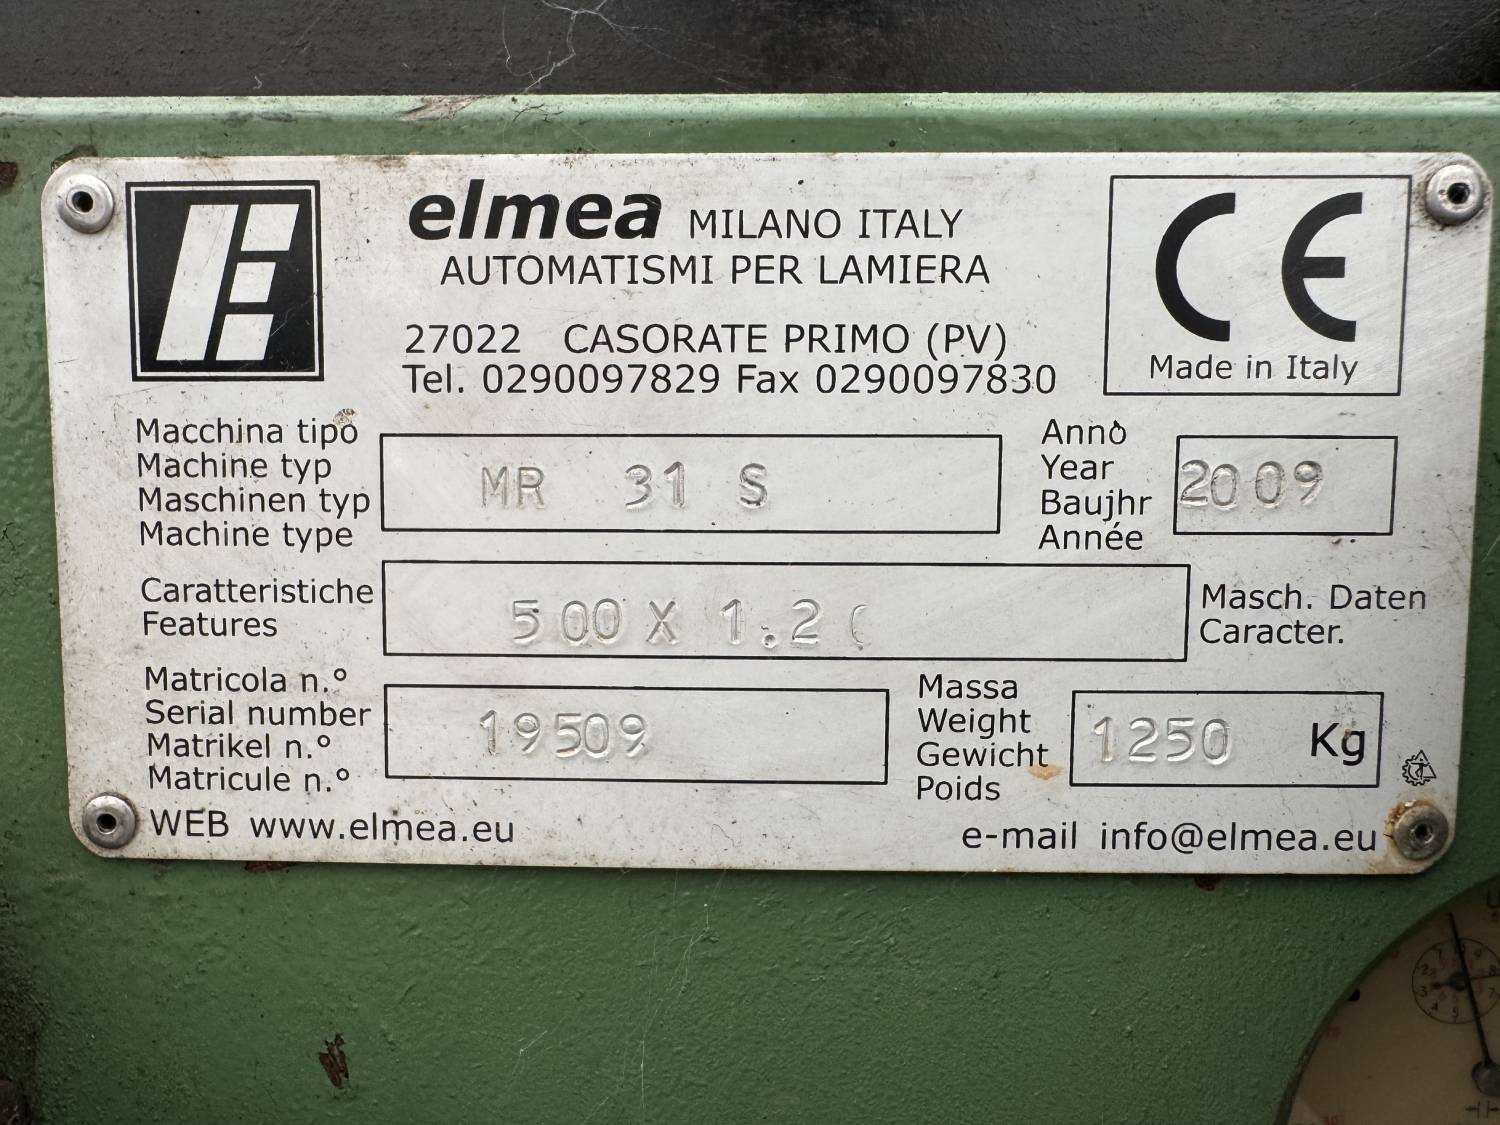 elmea MILANO ITALY
AUTOMATISMI PER LAMIERA
27022 CASORATE PRIMO (PV)
Tel. 0290097829 Fax 0290097830
CE
Made in Italy
Macchina tipo
Machine typ
Maschinen typ
Machine type
MR 31 S
Anno
Year
Baujhr
Année
2009
Caratteristiche
Features
500 X 1.2
Masch. Daten
Caracter.
Matricola n.°
Serial number
Matrikel n.°
Matricule n.°
19509
Massa
Weight
Gewicht
Poids
1250 Kg
WEB www.elmea.eu
e-mail info@elmea.eu